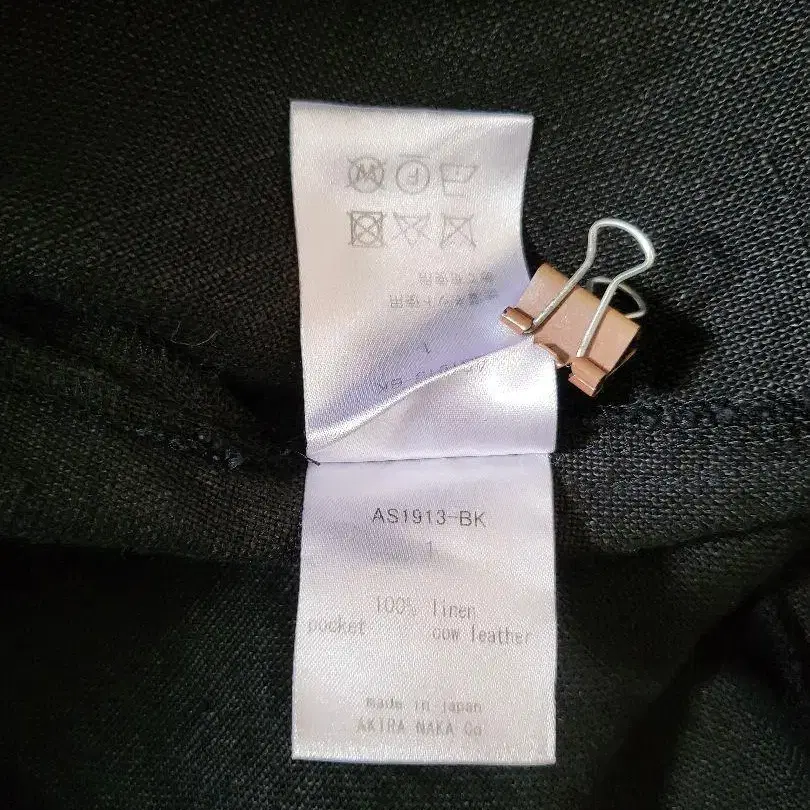 AS1913-BK
1
100% linen
pocket cow leather
made in japan
AKIRA NAKA Co